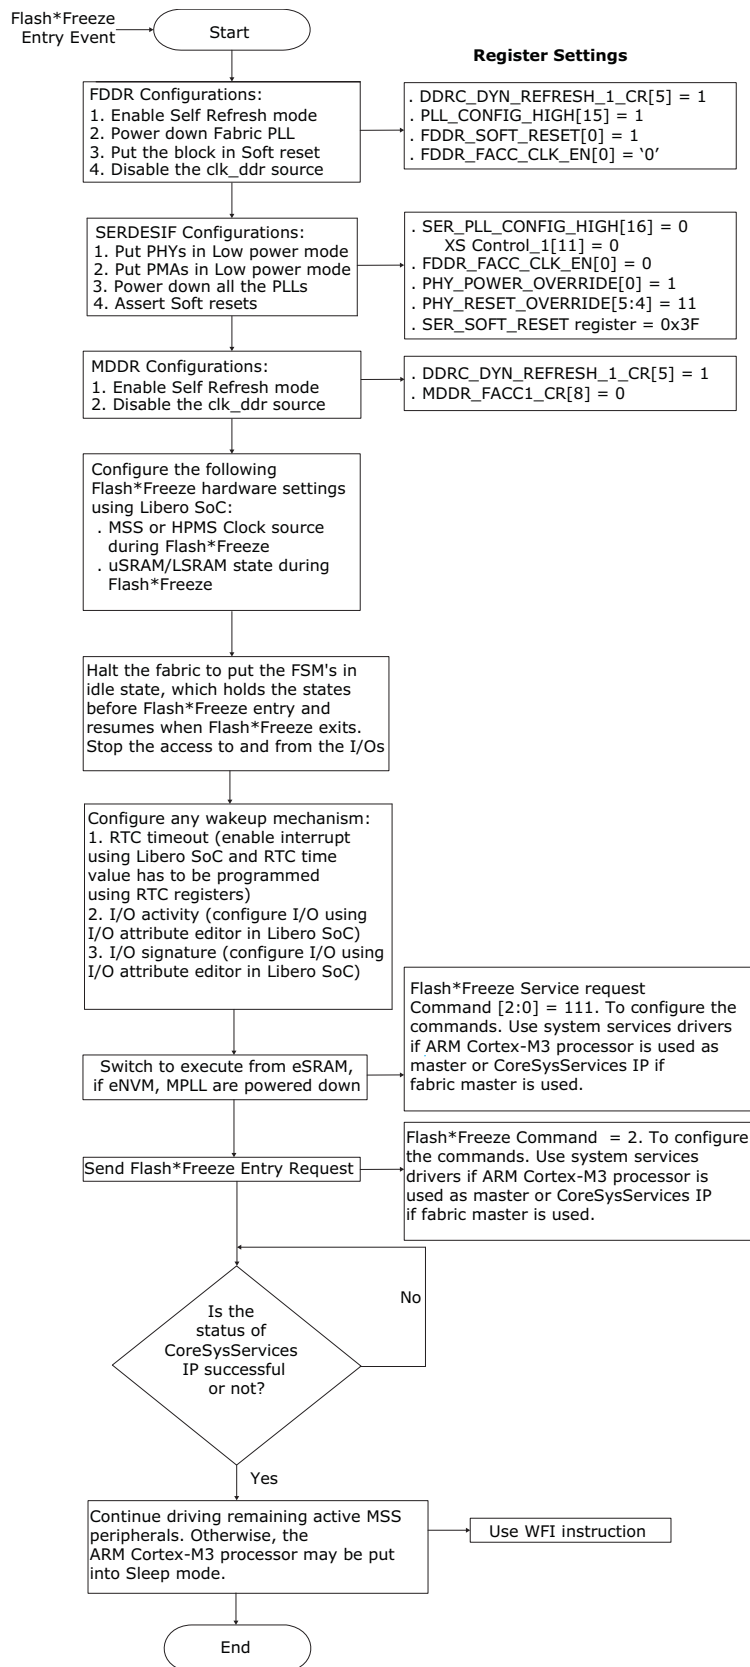 Flash*Freeze
Entry Event
Start
Register Settings
FDDR Configurations:
1. Enable Self Refresh mode
2. Power down Fabric PLL
3. Put the block in Soft reset
4. Disable the clk_ddr source
. DDRC_DYN_REFRESH_1_CR[5] = 1
. PLL_CONFIG_HIGH[15] = 1
. FDDR_SOFT_RESET[0] = 1
. FDDR_FACC_CLK_EN[0] = ‘0’
SERDESIF Configurations:
1. Put PHYs in Low power mode
2. Put PMAs in Low power mode
3. Power down all the PLLs
4. Assert Soft resets
. SER_PLL_CONFIG_HIGH[16] = 0
XS Control_1[11] = 0
. FDDR_FACC_CLK_EN[0] = 0
. PHY_POWER_OVERRIDE[0] = 1
. PHY_RESET_OVERRIDE[5:4] = 11
. SER_SOFT_RESET register = 0x3F
MDDR Configurations:
1. Enable Self Refresh mode
2. Disable the clk_ddr source
. DDRC_DYN_REFRESH_1_CR[5] = 1
. MDDR_FACC1_CR[8] = 0
Configure the following
Flash*Freeze hardware settings
using Libero SoC:
. MSS or HPMS Clock source
during Flash*Freeze
. uSRAM/LSRAM state during
Flash*Freeze
Halt the fabric to put the FSM's in
idle state, which holds the states
before Flash*Freeze entry and
resumes when Flash*Freeze exits.
Stop the access to and from the I/Os
Configure any wakeup mechanism:
1. RTC timeout (enable interrupt
using Libero SoC and RTC time
value has to be programmed
using RTC registers)
2. I/O activity (configure I/O using
I/O attribute editor in Libero SoC)
3. I/O signature (configure I/O using
I/O attribute editor in Libero SoC)
Flash*Freeze Service request
Command [2:0] = 111. To configure the
commands. Use system services drivers
if ARM Cortex-M3 processor is used as
master or CoreSysServices IP if
fabric master is used.
Switch to execute from eSRAM,
if eNVM, MPLL are powered down
Flash*Freeze Command  = 2. To configure
the commands. Use system services
drivers if ARM Cortex-M3 processor is
used as master or CoreSysServices IP
if fabric master is used.
Send Flash*Freeze Entry Request
No
Is the
status of
CoreSysServices
IP successful
or not?
Yes
Continue driving remaining active MSS
peripherals. Otherwise, the
ARM Cortex-M3 processor may be put
into Sleep mode.
Use WFI instruction
End